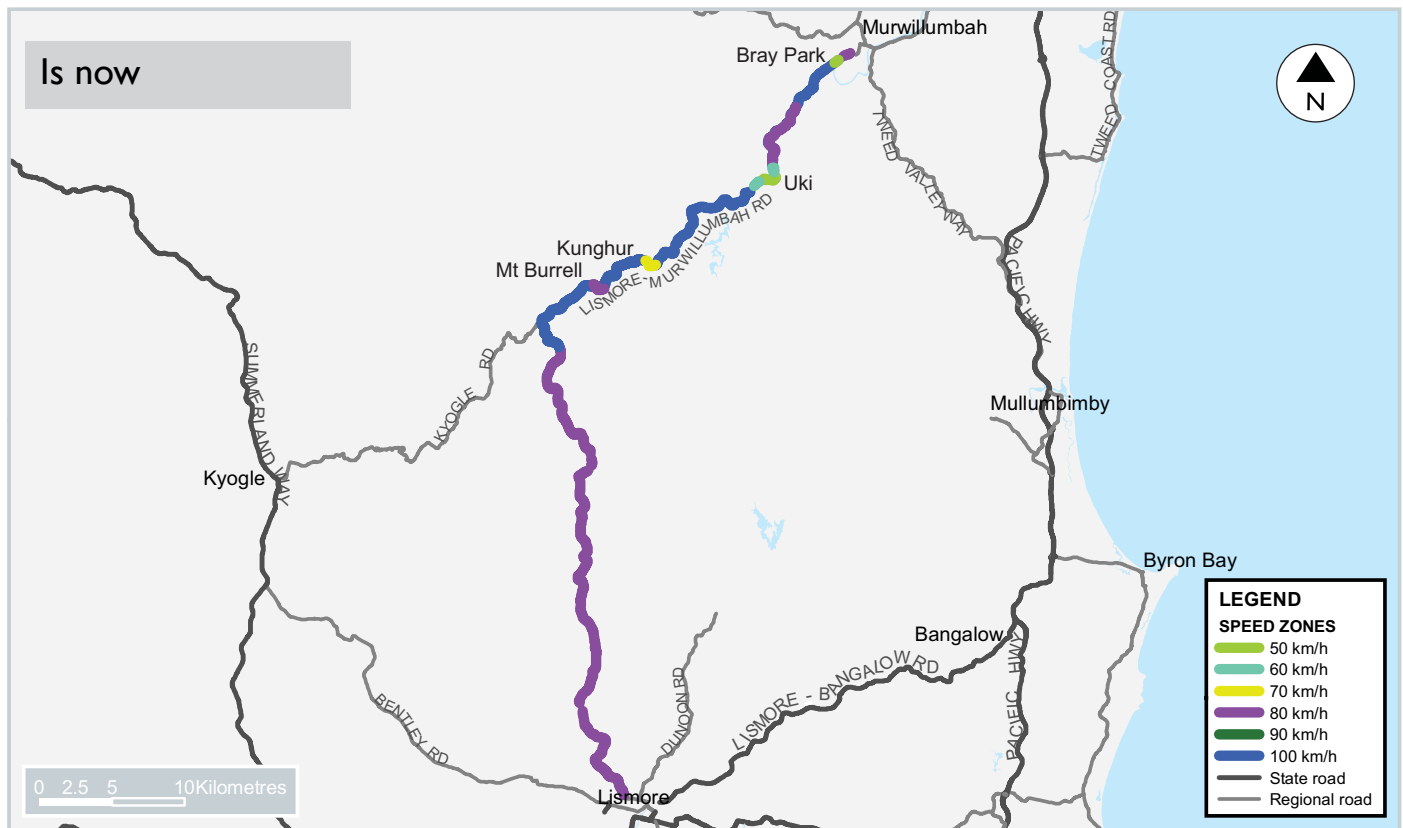 Is now
Murwillumbah
Bray Park
N
TWEED COAST RD
TWEED VALLEY WAY
Uki
LISMORE-MURWILLUMBAH RD
Kunghur
Mt Burrell
PACIFIC HWY
SUMMERLAND WAY
KYOGLE RD
Mullumbimby
Kyogle
Byron Bay
Bangalow
LISMORE - BANGALOW RD
DUNOON RD
BENTLEY RD
PACIFIC HWY
Lismore
0 2.5 5 10Kilometres
LEGEND
SPEED ZONES
50 km/h
60 km/h
70 km/h
80 km/h
90 km/h
100 km/h
State road
Regional road